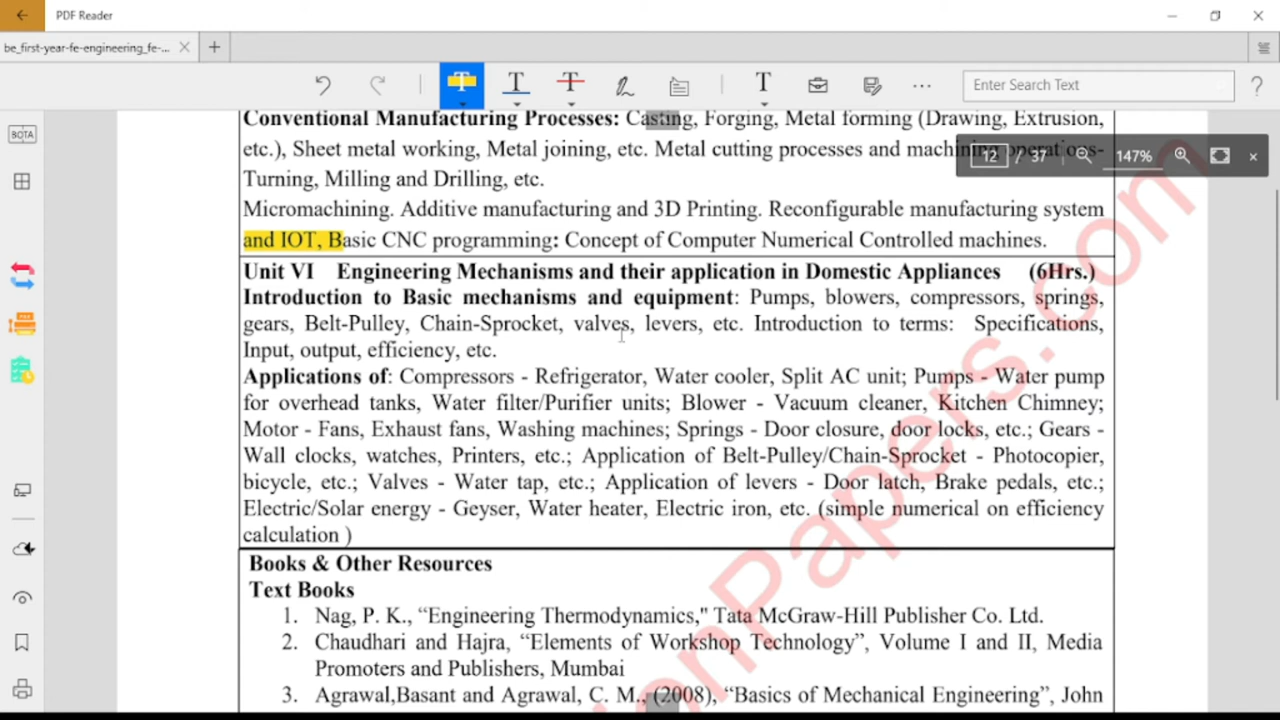 PDF Reader
be_first-year-fe-engineering_fe-...
Enter Search Text
BOTA
12 / 37 147%
Conventional Manufacturing Processes: Casting, Forging, Metal forming (Drawing, Extrusion,
etc.), Sheet metal working, Metal joining, etc. Metal cutting processes and machining operations-
Turning, Milling and Drilling, etc.
Micromachining. Additive manufacturing and 3D Printing. Reconfigurable manufacturing system
and IOT, Basic CNC programming: Concept of Computer Numerical Controlled machines.
Unit VI Engineering Mechanisms and their application in Domestic Appliances (6Hrs.)
Introduction to Basic mechanisms and equipment: Pumps, blowers, compressors, springs,
gears, Belt-Pulley, Chain-Sprocket, valves, levers, etc. Introduction to terms: Specifications,
Input, output, efficiency, etc.
Applications of: Compressors - Refrigerator, Water cooler, Split AC unit; Pumps - Water pump
for overhead tanks, Water filter/Purifier units; Blower - Vacuum cleaner, Kitchen Chimney;
Motor - Fans, Exhaust fans, Washing machines; Springs - Door closure, door locks, etc.; Gears -
Wall clocks, watches, Printers, etc.; Application of Belt-Pulley/Chain-Sprocket - Photocopier,
bicycle, etc.; Valves - Water tap, etc.; Application of levers - Door latch, Brake pedals, etc.;
Electric/Solar energy - Geyser, Water heater, Electric iron, etc. (simple numerical on efficiency
calculation )
Books & Other Resources
Text Books
1. Nag, P. K., “Engineering Thermodynamics," Tata McGraw-Hill Publisher Co. Ltd.
2. Chaudhari and Hajra, “Elements of Workshop Technology”, Volume I and II, Media
Promoters and Publishers, Mumbai
3. Agrawal,Basant and Agrawal, C. M., (2008), “Basics of Mechanical Engineering”, John
ionPapers.com